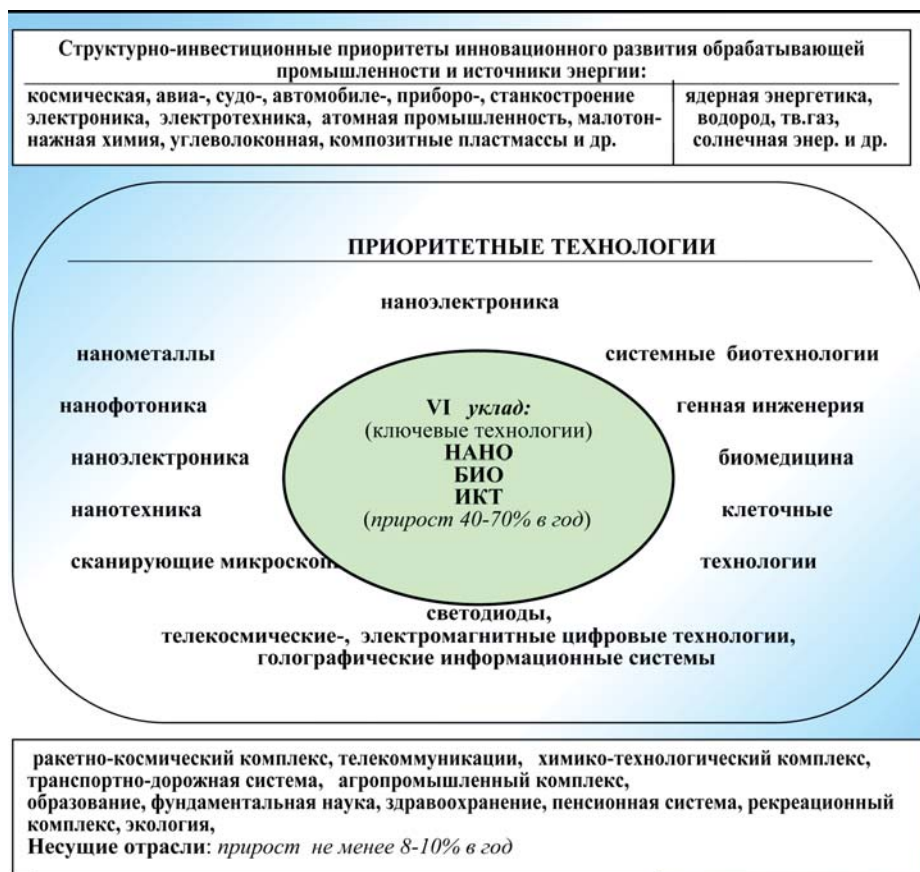 Структурно-инвестиционные приоритеты инновационного развития обрабатывающей
промышленности и источники энергии:
космическая, авиа-, судо-, автомобиле-, приборо-, станкостроение
электроника, электротехника, атомная промышленность, малотон-
нажная химия, углеволоконная, композитные пластмассы и др.
ядерная энергетика,
водород, тв.газ,
солнечная энер. и др.
ПРИОРИТЕТНЫЕ ТЕХНОЛОГИИ
наноэлектроника
нанометаллы
нанофотоника
наноэлектроника
нанотехника
сканирующие микроскоп
VI уклад:
(ключевые технологии)
НАНО
БИО
ИКТ
(прирост 40-70% в год)
системные биотехнологии
генная инженерия
биомедицина
клеточные
технологии
светодиоды,
телекосмические-, электромагнитные цифровые технологии,
голографические информационные системы
ракетно-космический комплекс, телекоммуникации, химико-технологический комплекс,
транспортно-дорожная система, агропромышленный комплекс,
образование, фундаментальная наука, здравоохранение, пенсионная система, рекреационный
комплекс, экология,
Несущие отрасли: прирост не менее 8-10% в год